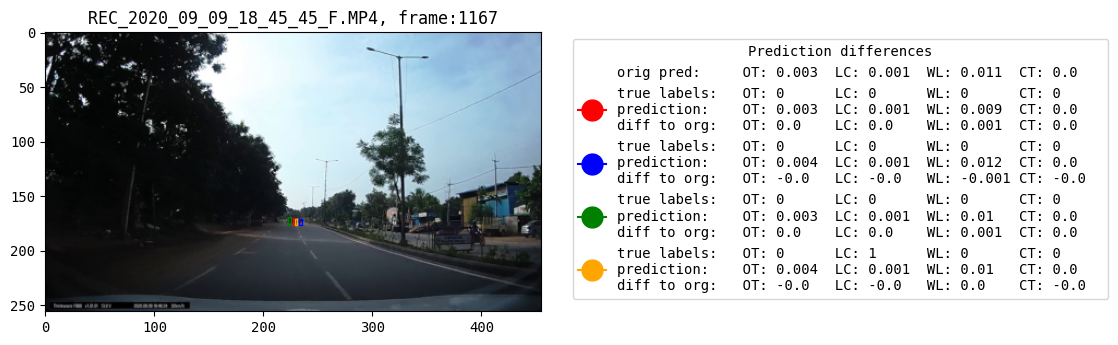 REC_2020_09_09_18_45_45_F.MP4, frame:1167
0
50
100
150
200
250
0 100 200 300 400
Prediction differences
orig pred: OT: 0.003 LC: 0.001 WL: 0.011 CT: 0.0
true labels: OT: 0 LC: 0 WL: 0 CT: 0
prediction: OT: 0.003 LC: 0.001 WL: 0.009 CT: 0.0
diff to org: OT: 0.0 LC: 0.0 WL: 0.001 CT: 0.0
true labels: OT: 0 LC: 0 WL: 0 CT: 0
prediction: OT: 0.004 LC: 0.001 WL: 0.012 CT: 0.0
diff to org: OT: -0.0 LC: -0.0 WL: -0.001 CT: -0.0
true labels: OT: 0 LC: 0 WL: 0 CT: 0
prediction: OT: 0.003 LC: 0.001 WL: 0.01 CT: 0.0
diff to org: OT: 0.0 LC: 0.0 WL: 0.001 CT: 0.0
true labels: OT: 0 LC: 1 WL: 0 CT: 0
prediction: OT: 0.004 LC: 0.001 WL: 0.01 CT: 0.0
diff to org: OT: -0.0 LC: -0.0 WL: 0.0 CT: -0.0